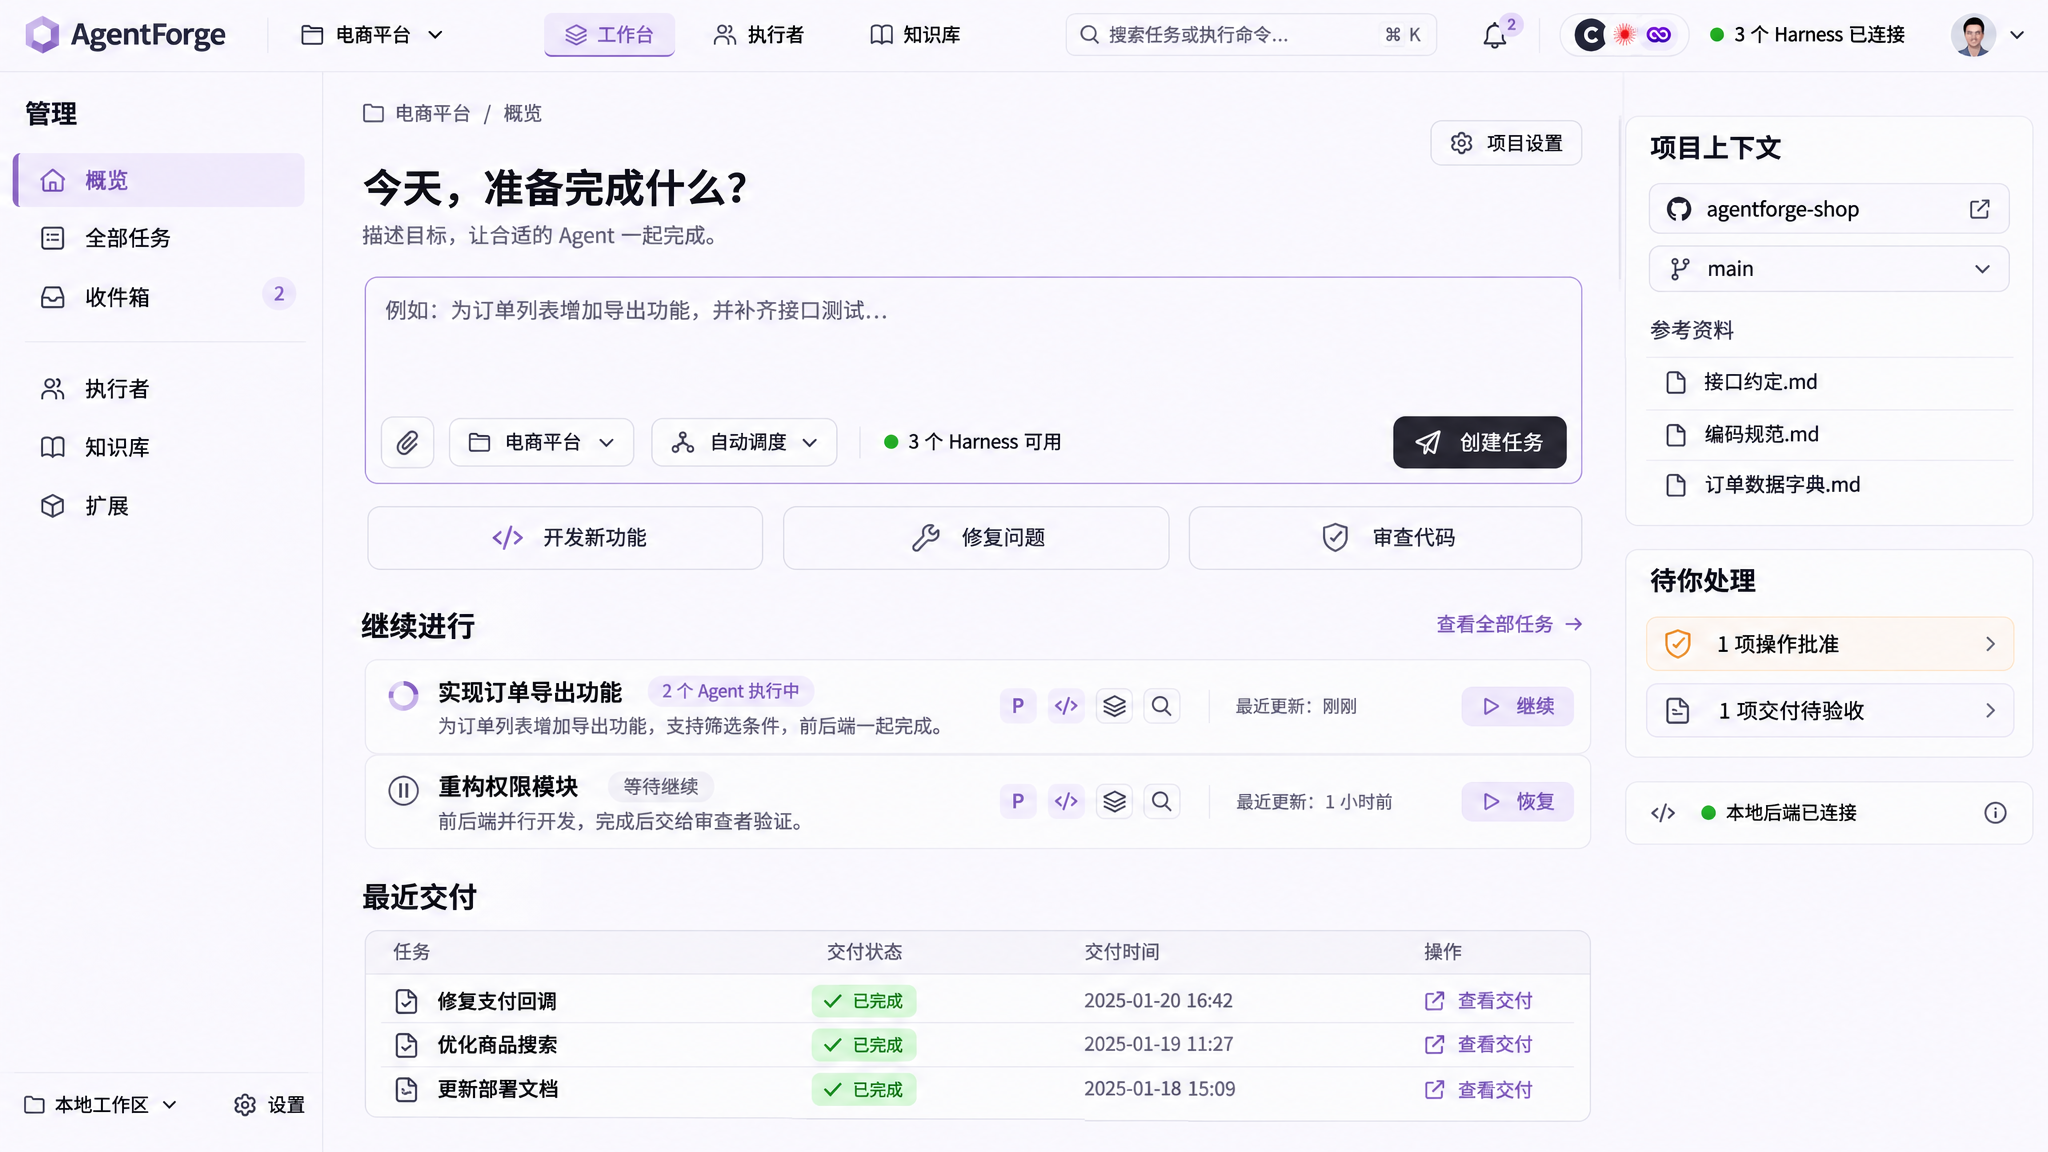 AgentForge
电商平台
工作台
执行者
知识库
搜索任务或执行命令...
⌘ K
2
C
3 个 Harness 已连接
管理
概览
全部任务
收件箱
2
执行者
知识库
扩展
本地工作区
设置
电商平台 / 概览
项目设置
今天，准备完成什么？
描述目标，让合适的 Agent 一起完成。
例如：为订单列表增加导出功能，并补齐接口测试...
电商平台
自动调度
3 个 Harness 可用
创建任务
</> 开发新功能
修复问题
审查代码
继续进行
查看全部任务 →
实现订单导出功能
2 个 Agent 执行中
为订单列表增加导出功能，支持筛选条件，前后端一起完成。
P
</>
最近更新：刚刚
继续
重构权限模块
等待继续
前后端并行开发，完成后交给审查者验证。
P
</>
最近更新：1 小时前
恢复
最近交付
任务
交付状态
交付时间
操作
修复支付回调
已完成
2025-01-20 16:42
查看交付
优化商品搜索
已完成
2025-01-19 11:27
查看交付
更新部署文档
已完成
2025-01-18 15:09
查看交付
项目上下文
agentforge-shop
main
参考资料
接口约定.md
编码规范.md
订单数据字典.md
待你处理
1 项操作批准
1 项交付待验收
</> 本地后端已连接